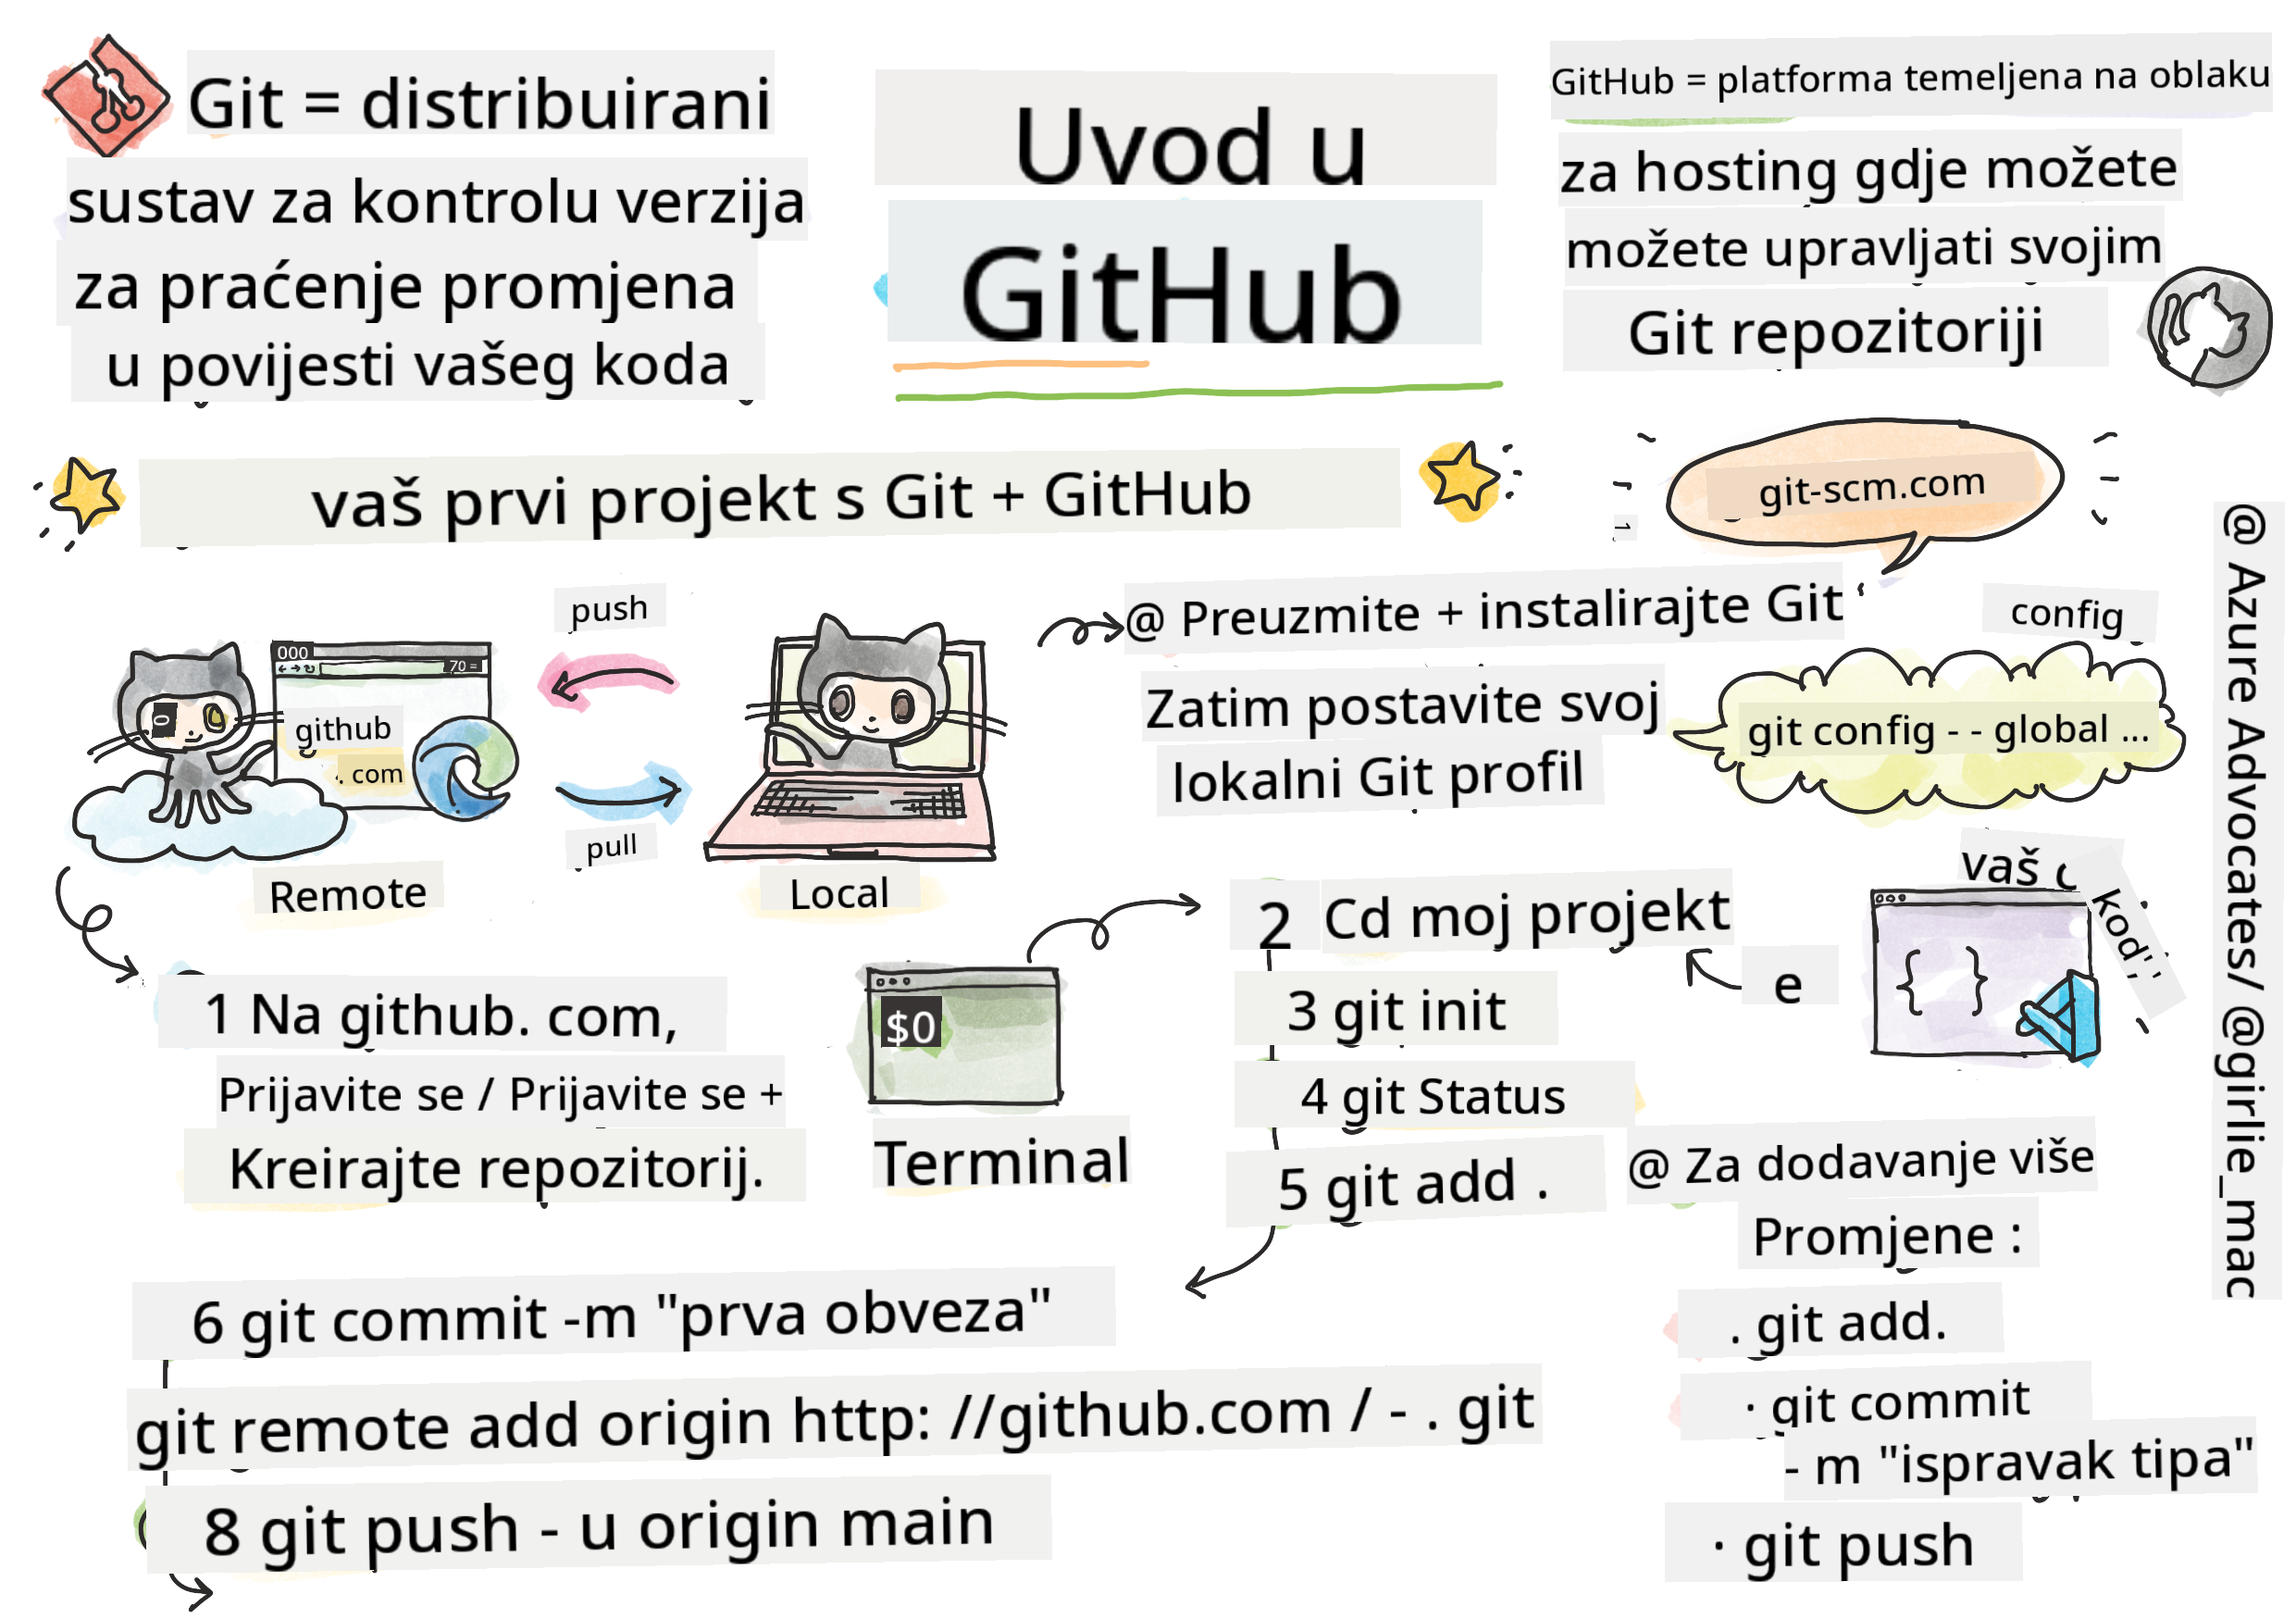 Git = distribuirani
sustav za kontrolu verzija
za praćenje promjena
u povijesti vašeg koda
Uvod u
GitHub
GitHub = platforma temeljena na oblaku
za hosting gdje možete
možete upravljati svojim
Git repozitoriji
vaš prvi projekt s Git + GitHub
git-scm.com
push
pull
000
70 =
github
. com
Remote
Local
@ Preuzmite + instalirajte Git
Zatim postavite svoj
lokalni Git profil
config
git config - - global ...
@ Azure Advocates/ @girlie_mac
1 Na github. com,
Prijavite se / Prijavite se +
Kreirajte repozitorij.
$0
Terminal
2 Cd moj projekt
3 git init
4 git Status
5 git add .
e
vaš
kod''
{ }
6 git commit -m "prva obveza"
git remote add origin http: //github.com / - . git
8 git push - u origin main
@ Za dodavanje više
Promjene :
. git add.
· git commit
- m "ispravak tipa"
· git push